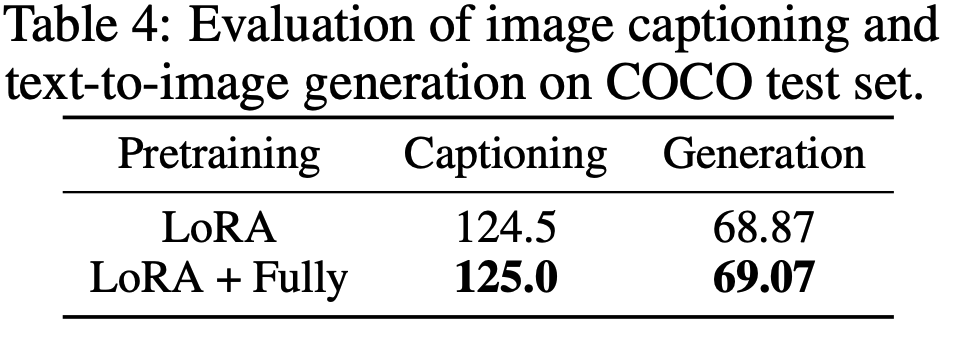 Table 4: Evaluation of image captioning and
text-to-image generation on COCO test set.
Pretraining Captioning Generation
LoRA 124.5 68.87
LoRA + Fully 125.0 69.07